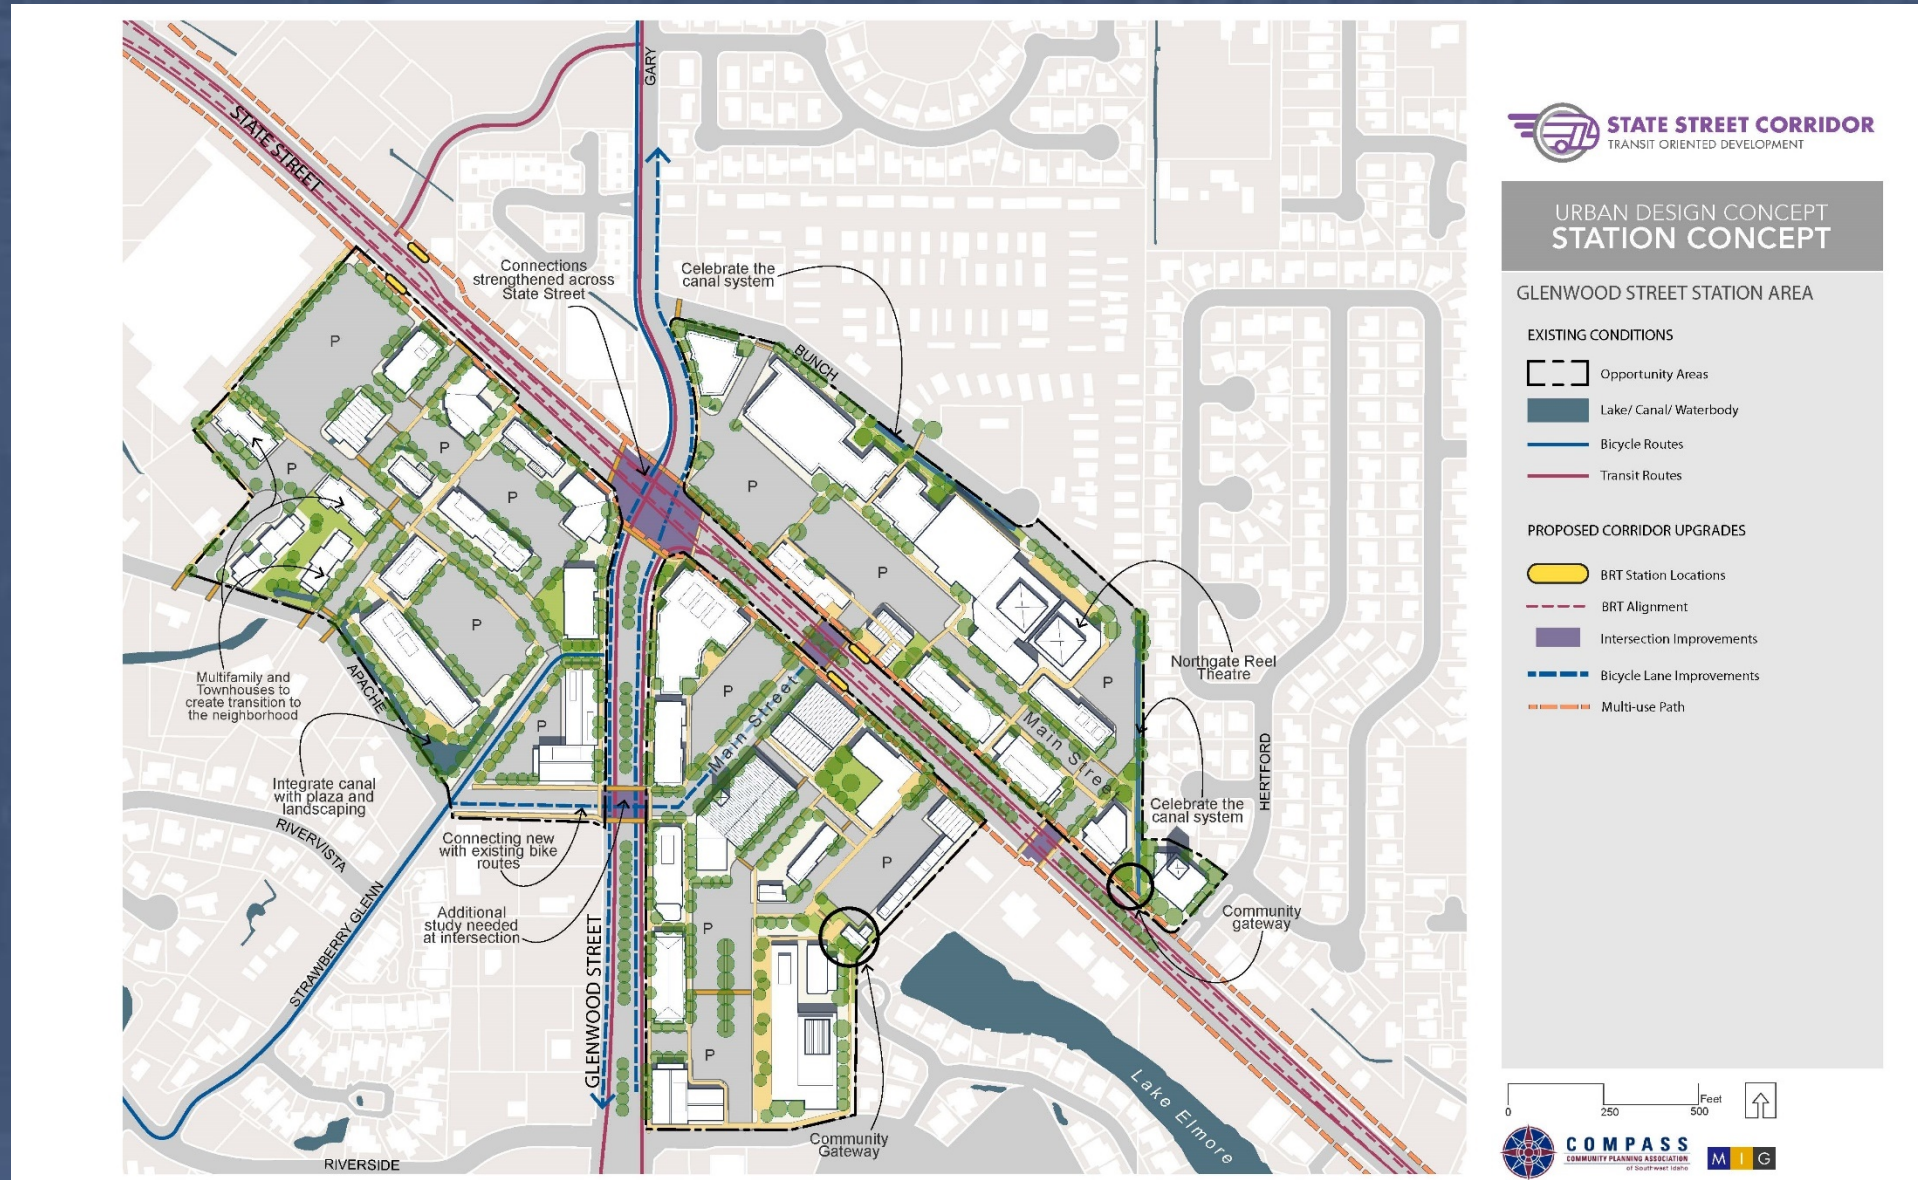 STATE STREET
GARY
Connections
strengthened across
State Street
Celebrate the
canal system
BUNCH
P
P
P
P
P
P
P
P
P
P
P
P
P
P
Multifamily and
Townhouses to
create transition to
the neighborhood
APACHE
Integrate canal
with plaza and
landscaping
RIVERVISTA
STRAWBERRY GLENN
Connecting new
with existing bike
routes
Additional
study needed
at intersection
GLENWOOD STREET
Main Street
Main Street
Northgate Reel
Theatre
HERTFORD
Celebrate the
canal system
Community
gateway
Community
Gateway
Lake Elmore
RIVERSIDE
STATE STREET CORRIDOR
TRANSIT ORIENTED DEVELOPMENT
URBAN DESIGN CONCEPT
STATION CONCEPT
GLENWOOD STREET STATION AREA
EXISTING CONDITIONS
Opportunity Areas
Lake/ Canal/ Waterbody
Bicycle Routes
Transit Routes
PROPOSED CORRIDOR UPGRADES
BRT Station Locations
BRT Alignment
Intersection Improvements
Bicycle Lane Improvements
Multi-use Path
0 250 500 Feet
COMPASS
COMMUNITY PLANNING ASSOCIATION
of Southwest Idaho
M I G